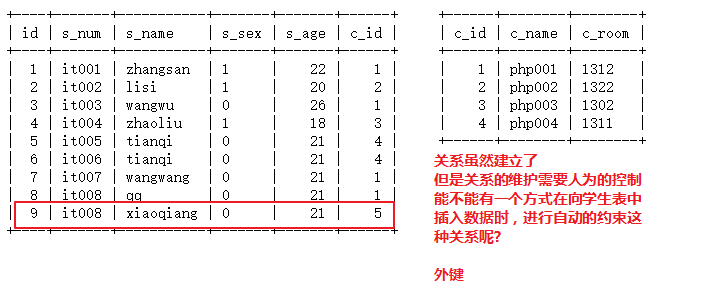 id | s_num | s_name | s_sex | s_age | c_id
1 | it001 | zhangsan | 1 | 22 | 1
2 | it002 | lisi | 1 | 20 | 2
3 | it003 | wangwu | 0 | 26 | 1
4 | it004 | zhaoliu | 1 | 18 | 3
5 | it005 | tianqi | 0 | 21 | 4
6 | it006 | tianqi | 0 | 21 | 4
7 | it007 | wangwang | 0 | 21 | 1
8 | it008 | qq | 0 | 21 | 1
9 | it008 | xiaoqiang | 0 | 21 | 5
c_id | c_name | c_room
1 | php001 | 1312
2 | php002 | 1322
3 | php003 | 1302
4 | php004 | 1311
关系虽然建立了
但是关系的维护需要人为的控制
能不能有一个方式在向学生表中
插入数据时，进行自动的约束这
种关系呢?
外键